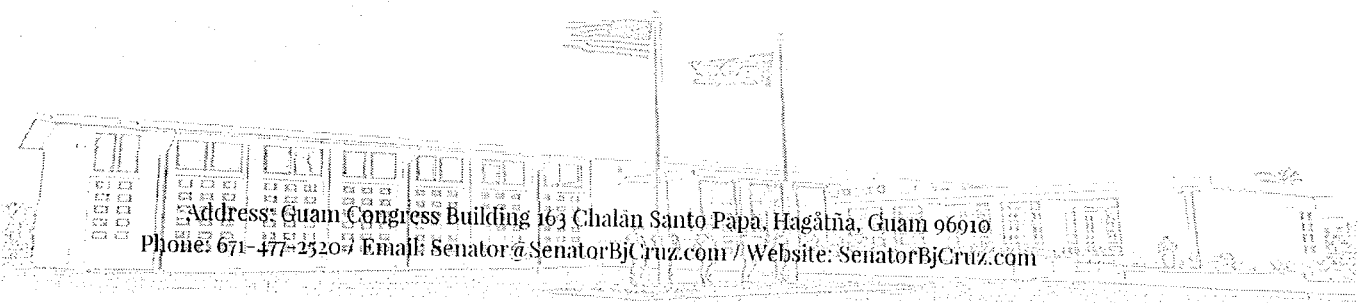 Address: Guam Congress Building 163 Chalan Santo Papa, Hagåtña, Guam 96910
Phone: 671-477-2520 / Email: Senator@SenatorBjCruz.com / Website: SenatorBjCruz.com